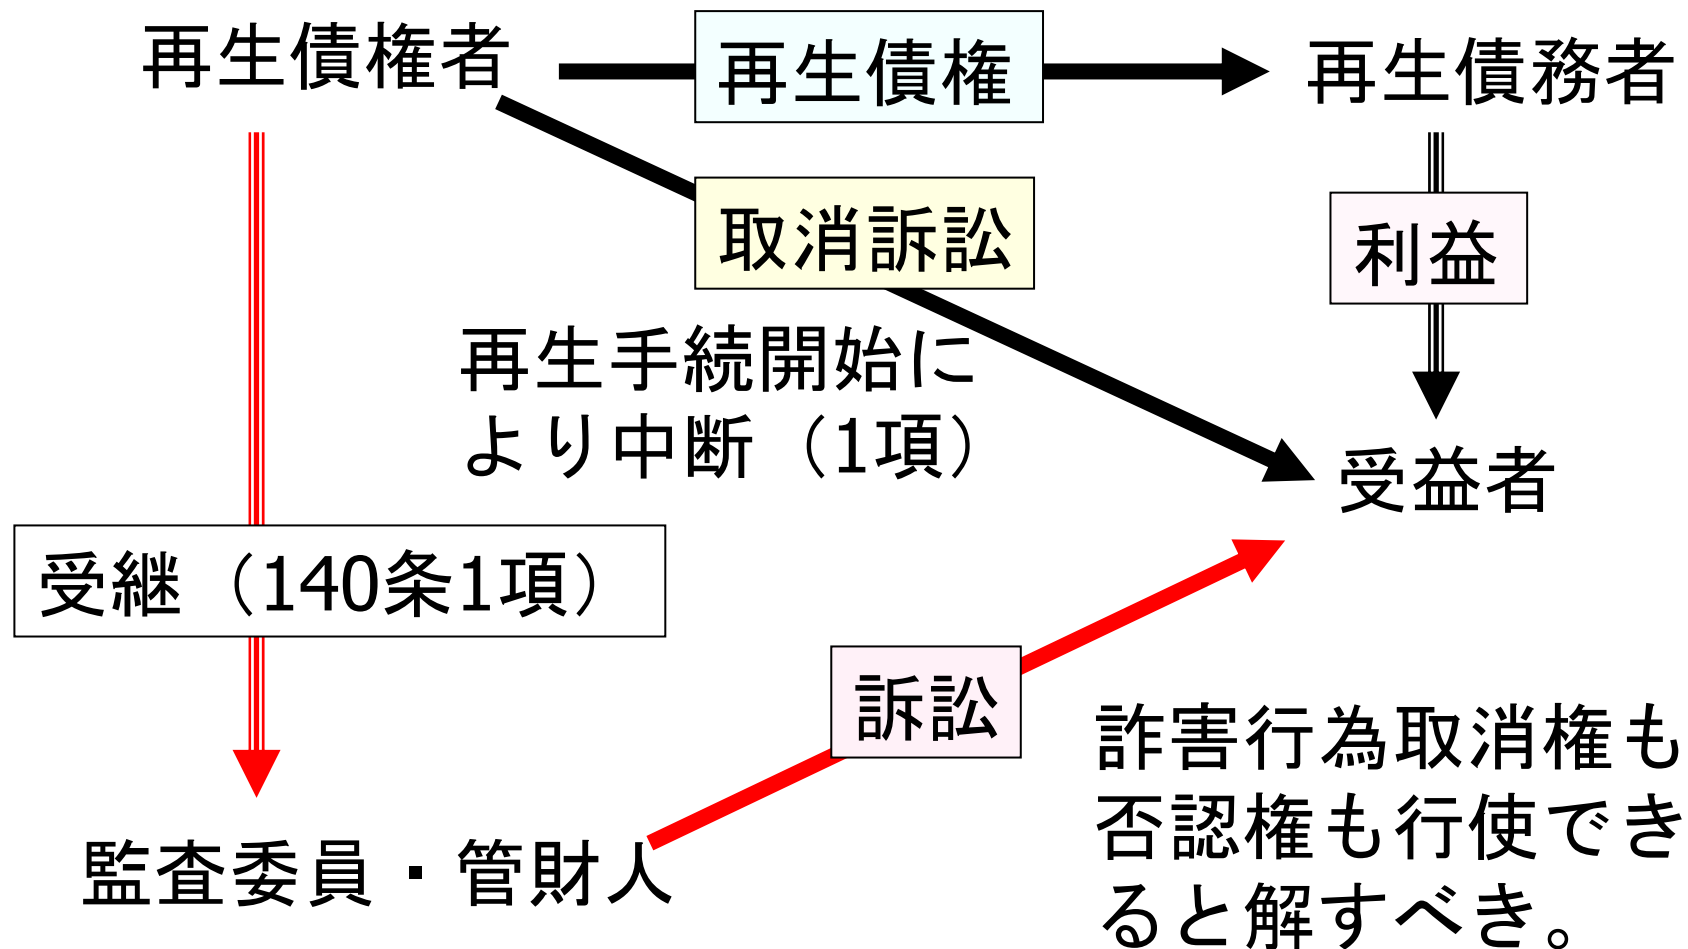 再生債権者
再生債権
再生債務者
取消訴訟
利益
再生手続開始に
より中断（1項）
受益者
受継（140条1項）
訴訟
詐害行為取消権も
否認権も行使でき
ると解すべき。
監査委員・管財人